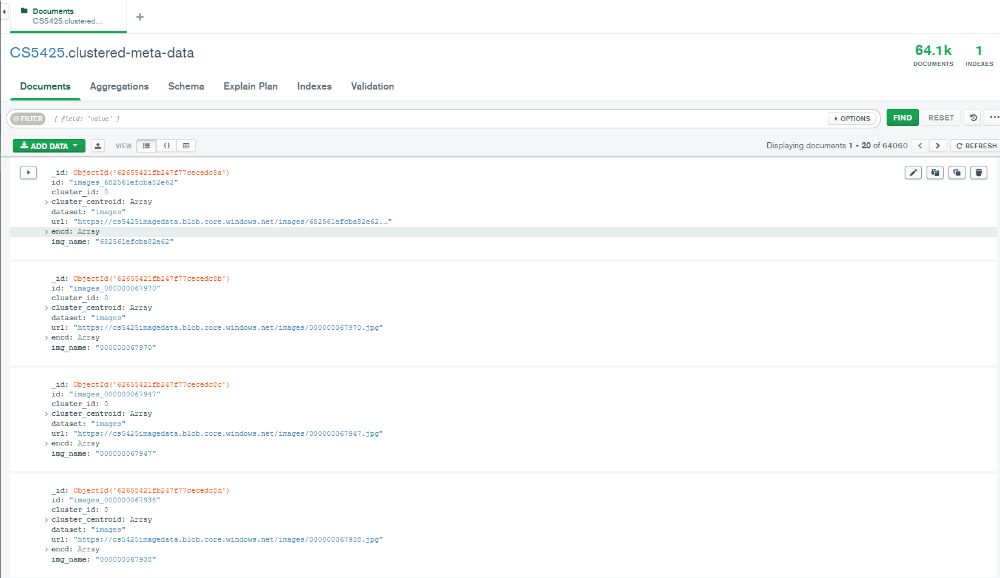 Documents
CS5425.clustered...
CS5425.clustered-meta-data
64.1k
DOCUMENTS
1
INDEXES
Documents
Aggregations
Schema
Explain Plan
Indexes
Validation
FILTER
{ field: 'value' }
OPTIONS
FIND
RESET
ADD DATA
VIEW
Displaying documents 1 - 20 of 64060
REFRESH
_id: ObjectId('62655421fb247f77cecedc8a')
id: "images_682561efcba82e62"
cluster_id: 0
cluster_centroid: Array
dataset: "images"
url: "https://cs5425imagedata.blob.core.windows.net/images/682561efcba82e62.…"
encd: Array
img_name: "682561efcba82e62"
_id: ObjectId('62655421fb247f77cecedc8b')
id: "images_000000067970"
cluster_id: 0
cluster_centroid: Array
dataset: "images"
url: "https://cs5425imagedata.blob.core.windows.net/images/000000067970.jpg"
encd: Array
img_name: "000000067970"
_id: ObjectId('62655421fb247f77cecedc8c')
id: "images_000000067947"
cluster_id: 0
cluster_centroid: Array
dataset: "images"
url: "https://cs5425imagedata.blob.core.windows.net/images/000000067947.jpg"
encd: Array
img_name: "000000067947"
_id: ObjectId('62655421fb247f77cecedc8d')
id: "images_000000067938"
cluster_id: 0
cluster_centroid: Array
dataset: "images"
url: "https://cs5425imagedata.blob.core.windows.net/images/000000067938.jpg"
encd: Array
img_name: "000000067938"